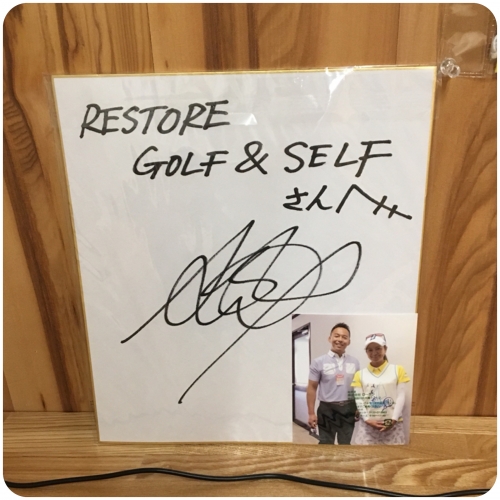 RESTORE
GOLF & SELF
さんへ